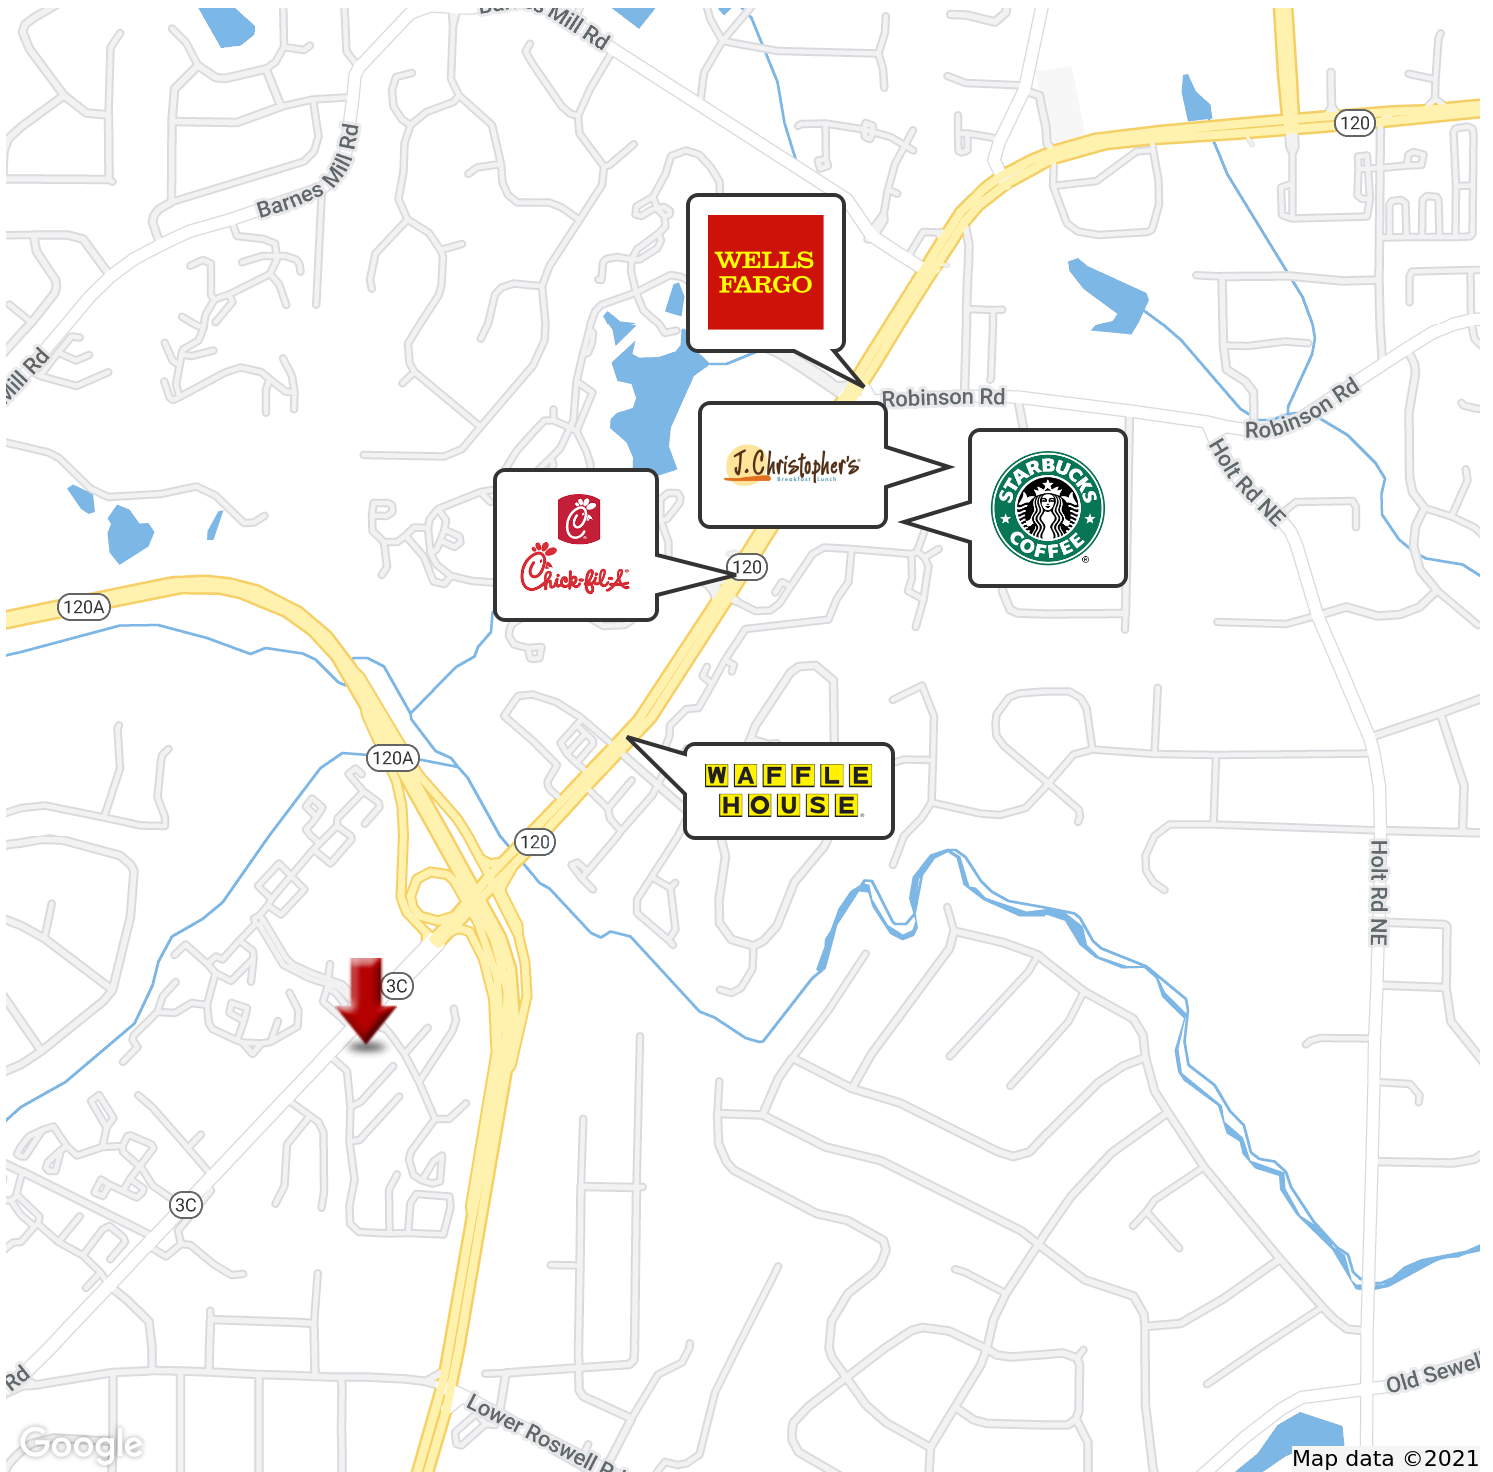 Barnes Mill Rd
120
Barnes Mill Rd
WELLS
FARGO
Mill Rd
Robinson Rd
Robinson Rd
J. Christopher's
Breakfast Lunch
STARBUCKS
COFFEE
®
Holt Rd NE
C
Chick-fil-A®
120
120A
120A
WAFFLE
HOUSE
120
Holt Rd NE
3C
3C
Rd
Old Sewell
Lower Roswell Rd
Google
Map data ©2021